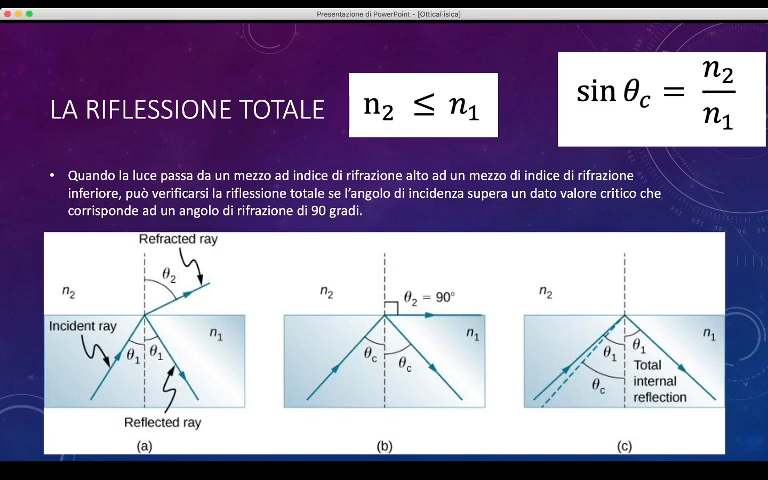 Presentazione di PowerPoint - [OtticaFisica]
LA RIFLESSIONE TOTALE
n₂ ≤ n₁
sin θc = n₂/n₁
• Quando la luce passa da un mezzo ad indice di rifrazione alto ad un mezzo di indice di rifrazione
inferiore, può verificarsi la riflessione totale se l'angolo di incidenza supera un dato valore critico che
corrisponde ad un angolo di rifrazione di 90 gradi.
Refracted ray
θ₂
n₂
Incident ray
n₁
θ₁ θ₁
Reflected ray
(a)
n₂
θ₂ = 90°
n₁
θc θc
(b)
n₂
n₁
θ₁ θ₁
θc
Total
internal
reflection
(c)